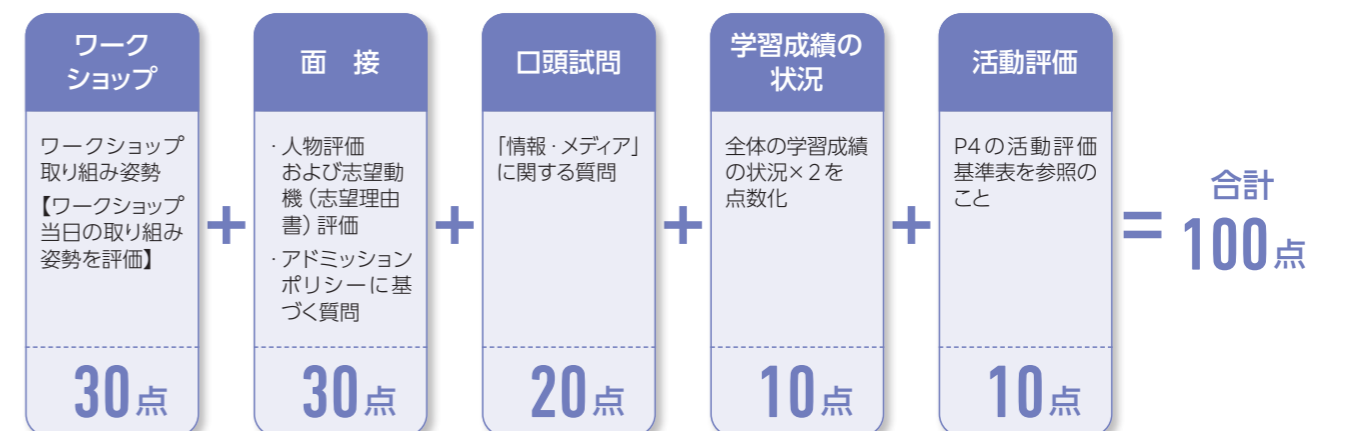 ワーク
ショップ
ワークショップ
取り組み姿勢
【ワークショップ
当日の取り組み
姿勢を評価】
30点
+
面 接
・人物評価
および志望動
機（志望理由
書）評価
・アドミッション
ポリシーに基
づく質問
30点
+
口頭試問
「情報・メディア」
に関する質問
20点
+
学習成績の
状況
全体の学習成績
の状況×2を
点数化
10点
+
活動評価
P4の活動評価
基準表を参照の
こと
10点
=
合計
100点